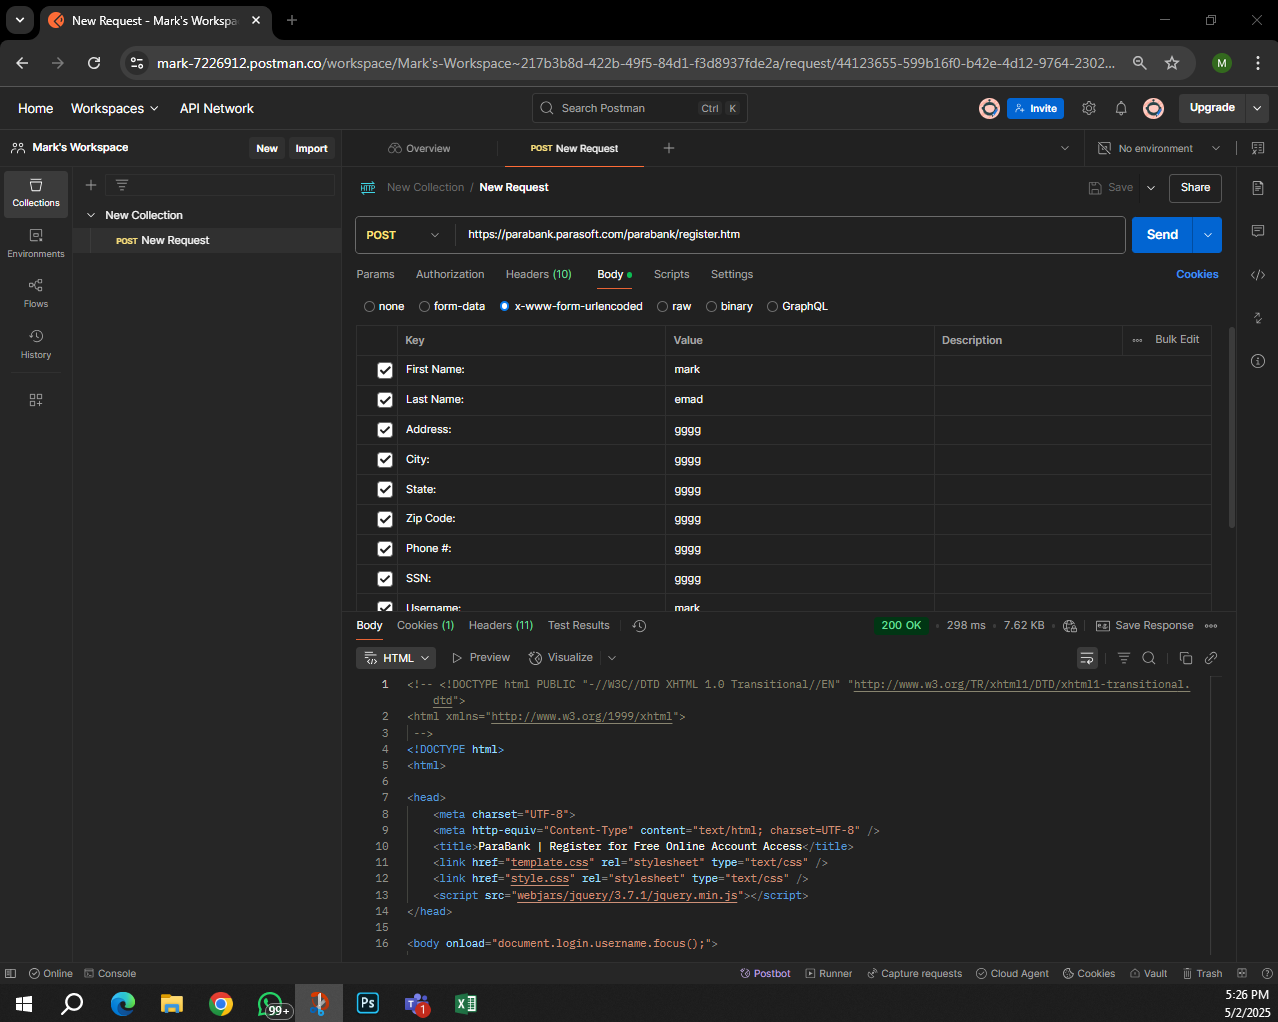 New Request - Mark's Workspa
mark-7226912.postman.co/workspace/Mark's-Workspace~217b3b8d-422b-49f5-84d1-f3d8937fde2a/request/44123655-599b16f0-b42e-4d12-9764-2302...
M
Home Workspaces API Network
Search Postman Ctrl K
Invite
Upgrade
Mark's Workspace
New Import
Overview
POST New Request
No environment
Collections
Environments
Flows
History
New Collection
POST New Request
HTTP New Collection / New Request
Save
Share
POST
https://parabank.parasoft.com/parabank/register.htm
Send
Params Authorization Headers (10) Body Scripts Settings Cookies
none form-data x-www-form-urlencoded raw binary GraphQL
Key Value Description Bulk Edit
First Name: mark
Last Name: emad
Address: gggg
City: gggg
State: gggg
Zip Code: gggg
Phone #: gggg
SSN: gggg
Username: mark
Body Cookies (1) Headers (11) Test Results
200 OK 298 ms 7.62 KB Save Response
HTML Preview Visualize
1 <!-- <!DOCTYPE html PUBLIC "-//W3C//DTD XHTML 1.0 Transitional//EN" "http://www.w3.org/TR/xhtml1/DTD/xhtml1-transitional.
dtd">
2 <html xmlns="http://www.w3.org/1999/xhtml">
3 -->
4 <!DOCTYPE html>
5 <html>
6
7 <head>
8 <meta charset="UTF-8">
9 <meta http-equiv="Content-Type" content="text/html; charset=UTF-8" />
10 <title>ParaBank | Register for Free Online Account Access</title>
11 <link href="template.css" rel="stylesheet" type="text/css" />
12 <link href="style.css" rel="stylesheet" type="text/css" />
13 <script src="webjars/jquery/3.7.1/jquery.min.js"></script>
14 </head>
15
16 <body onload="document.login.username.focus();">
Online Console
Postbot Runner Capture requests Cloud Agent Cookies Vault Trash
99+
Ps
1
5:26 PM
5/2/2025